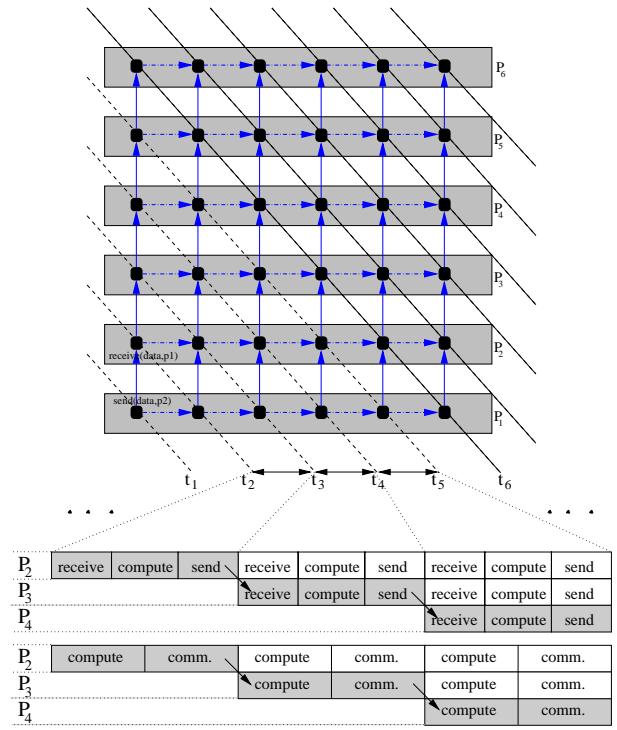 P6
P5
P4
P3
P2
receive(data,p1)
send(data,p2)
P1
t1 t2 t3 t4 t5 t6
. . . . . .
P2 receive compute send receive compute send receive compute send
P3 receive compute send receive compute send
P4 receive compute send
P2 compute comm. compute comm. compute comm.
P3 compute comm. compute comm.
P4 compute comm.